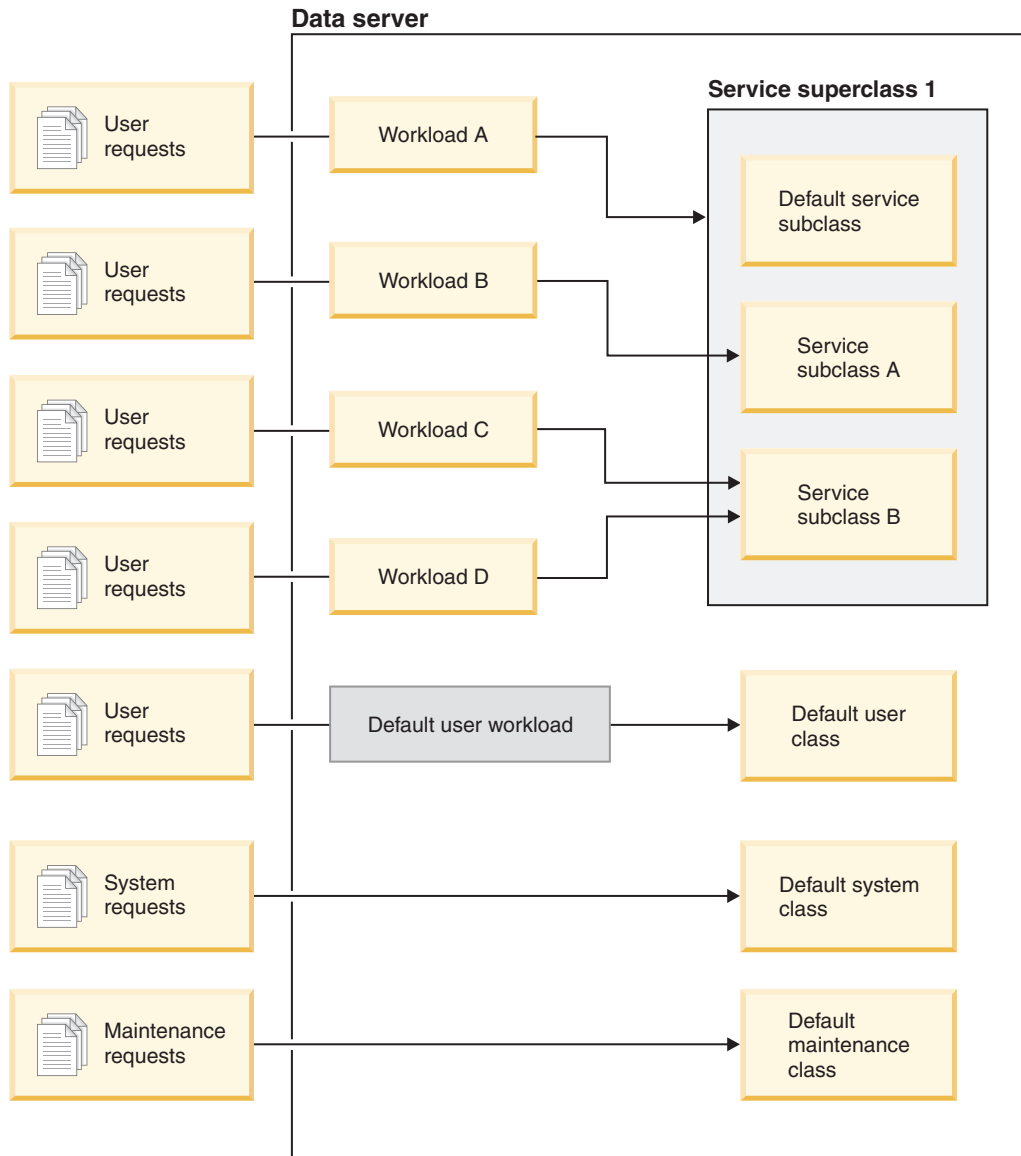 Data server
Service superclass 1
User
requests
Workload A
Default service
subclass
User
requests
Workload B
Service
subclass A
User
requests
Workload C
Service
subclass B
User
requests
Workload D
User
requests
Default user workload
Default user
class
System
requests
Default system
class
Maintenance
requests
Default
maintenance
class